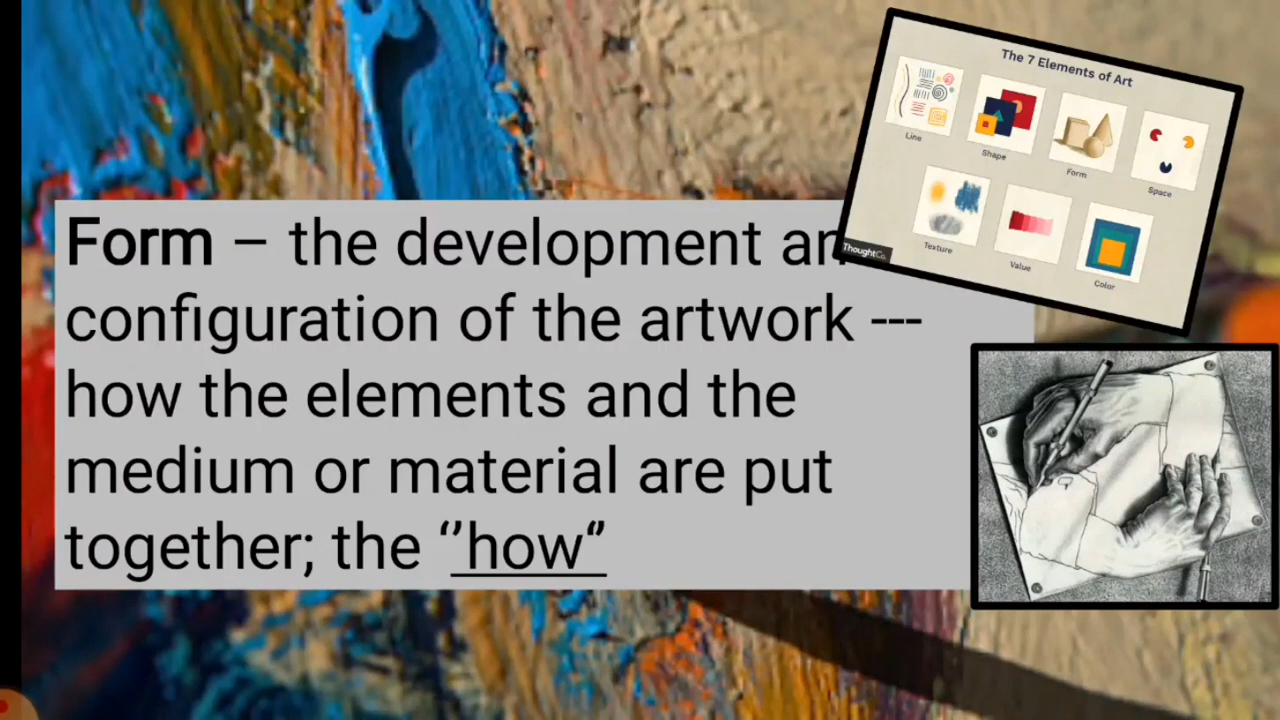 Form – the development an
configuration of the artwork ---
how the elements and the
medium or material are put
together; the ‘’how‘’
The 7 Elements of Art
Line
Shape
Form
Space
Texture
Value
Color
ThoughtCo.